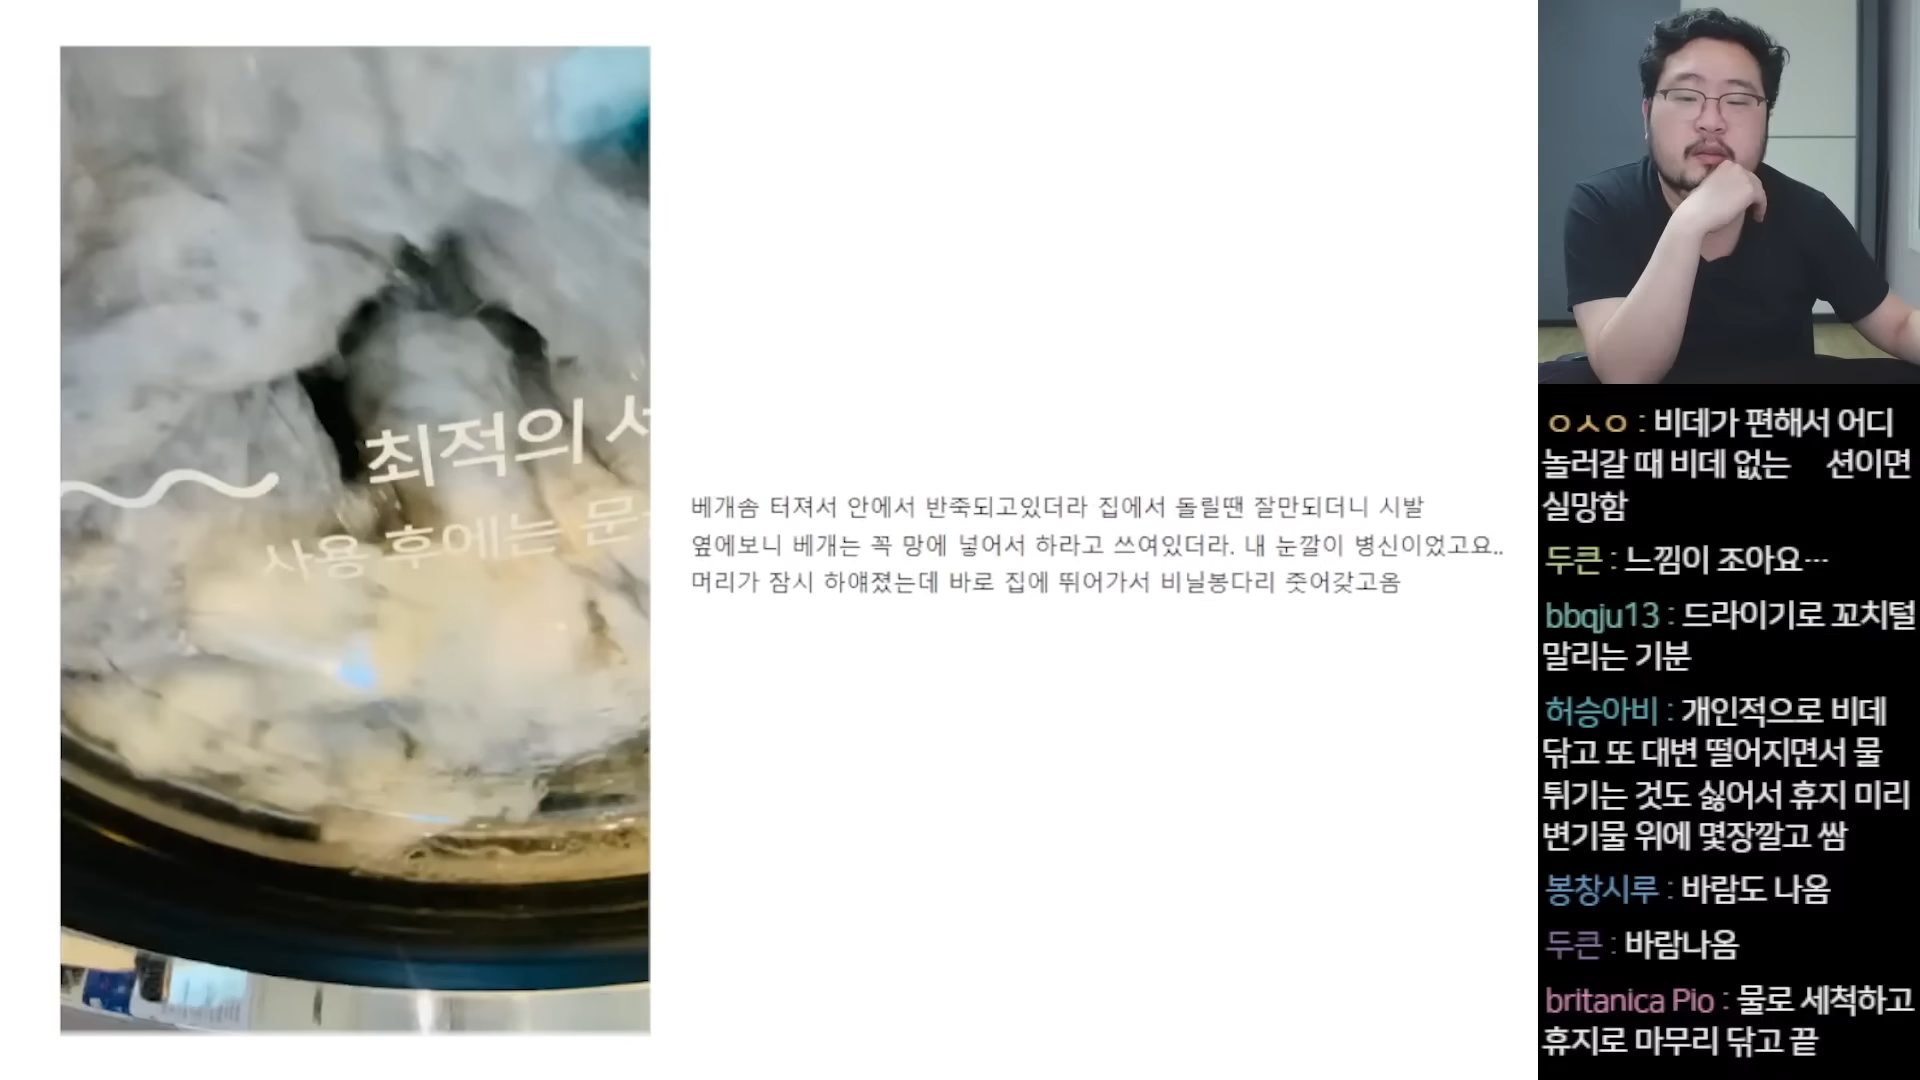 최적의
사용 후에는 문
베개솜 터져서 안에서 반죽되고있더라 집에서 돌릴땐 잘만되더니 시발
옆에보니 베개는 꼭 망에 넣어서 하라고 쓰여있더라. 내 눈깔이 병신이었고요..
머리가 잠시 하얘졌는데 바로 집에 뛰어가서 비닐봉다리 줏어갖고옴
ㅇㅅㅇ : 비데가 편해서 어디
놀러갈 때 비데 없는 션이면
실망함
두큰 : 느낌이 조아요…
bbqju13 : 드라이기로 꼬치털
말리는 기분
허승아비 : 개인적으로 비데
닦고 또 대변 떨어지면서 물
튀기는 것도 싫어서 휴지 미리
변기물 위에 몇장깔고 쌈
봉창시루 : 바람도 나옴
두큰 : 바람나옴
britanica Pio : 물로 세척하고
휴지로 마무리 닦고 끝